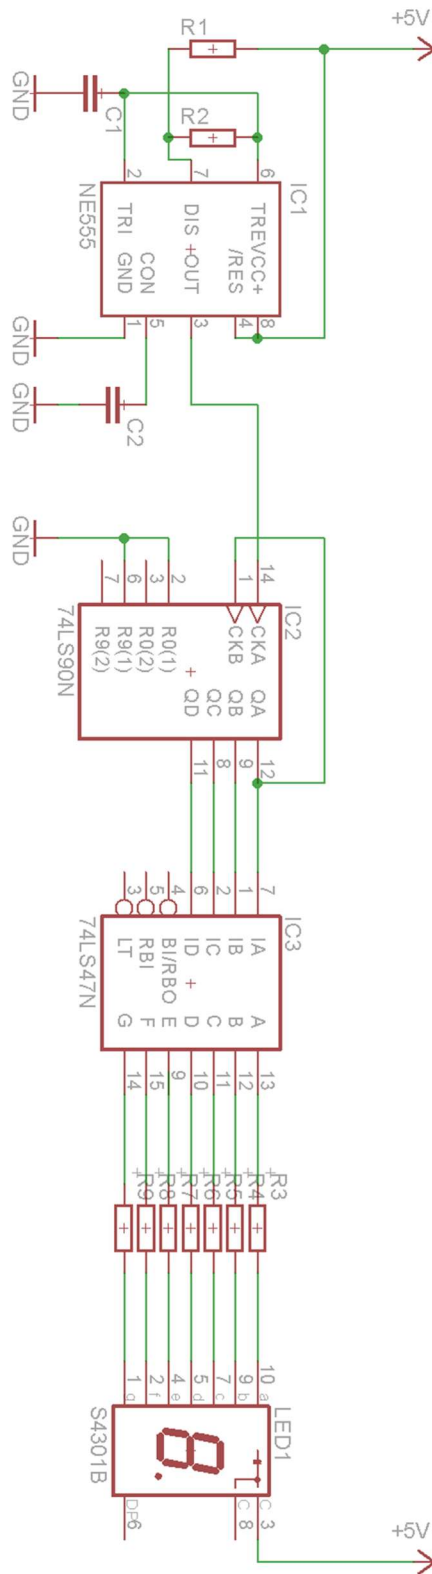 +5V
R1
GND
C1
R2
2
7
6
IC1
NE555
TRI
GND
DIS
CON
+OUT
TREVCC+
/RES
1
5
3
4
8
GND
GND
C2
GND
7
6
3
2
1
14
IC2
74LS90N
R9(2)
R9(1)
R0(2)
R0(1)
CKB
CKA
QD
QC
QB
QA
11
8
9
12
3
5
4
6
2
1
7
IC3
74LS47N
LT
RBI
BI/RBO
ID
IC
IB
IA
G
F
E
D
C
B
A
14
15
9
10
11
12
13
R9
R8
R7
R6
R5
R4
R3
1
2
4
5
7
9
10
g
f
e
d
c
b
a
LED1
S4301B
DP
C
C
6
8
3
+5V